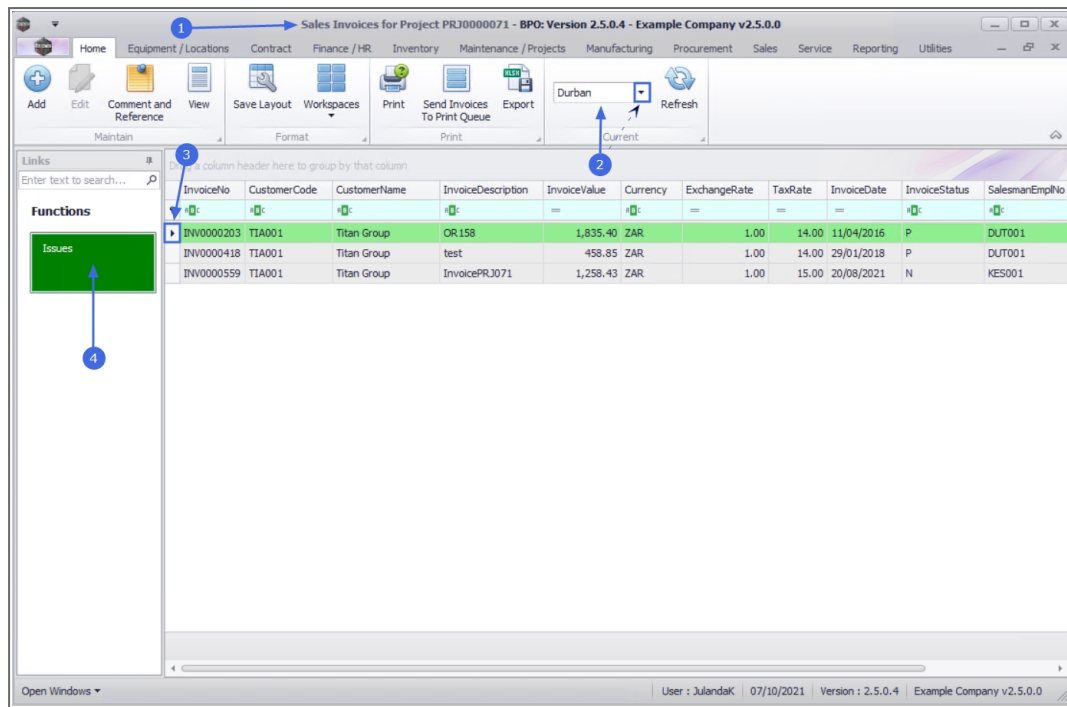 1
Sales Invoices for Project PRJ0000071 - BPO: Version 2.5.0.4 - Example Company v2.5.0.0
Home Equipment / Locations Contract Finance / HR Inventory Maintenance / Projects Manufacturing Procurement Sales Service Reporting Utilities
Add Edit Comment and Reference View Save Layout Workspaces Print Send Invoices To Print Queue Export Durban Refresh
Maintain Format Print Current
2
3
Links
a column header here to group by that column
Enter text to search...
InvoiceNo CustomerCode CustomerName InvoiceDescription InvoiceValue Currency ExchangeRate TaxRate InvoiceDate InvoiceStatus SalesmanEmplNo
Functions
INV0000203 TIA001 Titan Group OR158 1,835.40 ZAR 1.00 14.00 11/04/2016 P DUT001
Issues
INV0000418 TIA001 Titan Group test 458.85 ZAR 1.00 14.00 29/01/2018 P DUT001
INV0000559 TIA001 Titan Group InvoicePRJ071 1,258.43 ZAR 1.00 15.00 20/08/2021 N KES001
4
Open Windows User : JulandaK 07/10/2021 Version : 2.5.0.4 Example Company v2.5.0.0